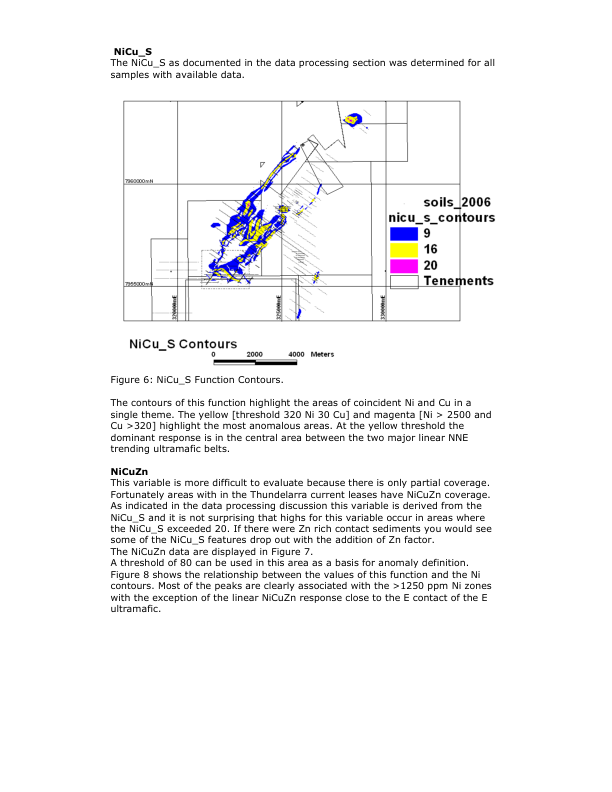 NiCu_S
The NiCu_S as documented in the data processing section was determined for all
samples with available data.
7960000mN
soils_2006
nicu_s_contours
9
16
20
Tenements
7955000mN
320000mE
325000mE
330000mE
NiCu_S Contours
0 2000 4000 Meters
Figure 6: NiCu_S Function Contours.
The contours of this function highlight the areas of coincident Ni and Cu in a
single theme. The yellow [threshold 320 Ni 30 Cu] and magenta [Ni > 2500 and
Cu >320] highlight the most anomalous areas. At the yellow threshold the
dominant response is in the central area between the two major linear NNE
trending ultramafic belts.
NiCuZn
This variable is more difficult to evaluate because there is only partial coverage.
Fortunately areas with in the Thundelarra current leases have NiCuZn coverage.
As indicated in the data processing discussion this variable is derived from the
NiCu_S and it is not surprising that highs for this variable occur in areas where
the NiCu_S exceeded 20. If there were Zn rich contact sediments you would see
some of the NiCu_S features drop out with the addition of Zn factor.
The NiCuZn data are displayed in Figure 7.
A threshold of 80 can be used in this area as a basis for anomaly definition.
Figure 8 shows the relationship between the values of this function and the Ni
contours. Most of the peaks are clearly associated with the >1250 ppm Ni zones
with the exception of the linear NiCuZn response close to the E contact of the E
ultramafic.